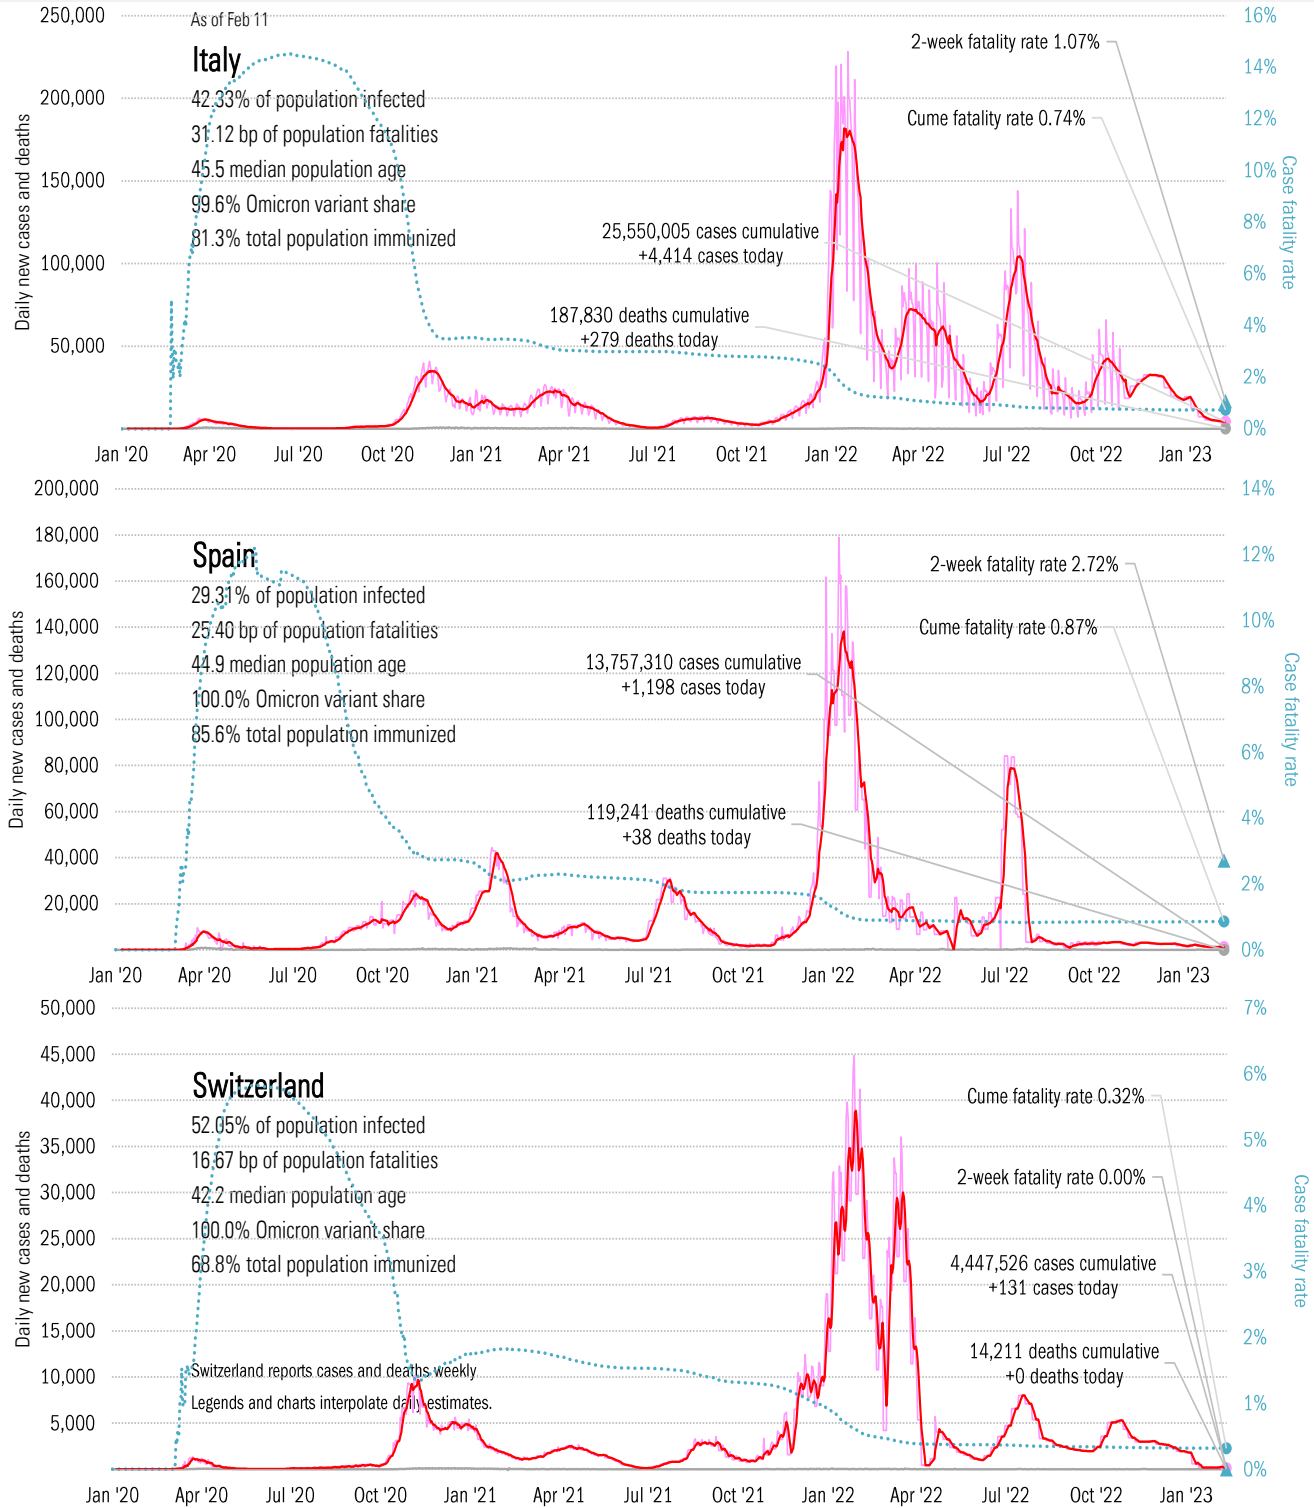 250,000
As of Feb 11
16%
Italy
2-week fatality rate 1.07%
14%
42.33% of population infected
200,000
Cume fatality rate 0.74%
12%
31.12 bp of population fatalities
45.5 median population age
10%
150,000
99.6% Omicron variant share
8%
81.3% total population immunized
25,550,005 cases cumulative
+4,414 cases today
100,000
6%
187,830 deaths cumulative
+279 deaths today
4%
50,000
2%
0%
Daily new cases and deaths
Case fatality rate
Jan '20 Apr '20 Jul '20 Oct '20 Jan '21 Apr '21 Jul '21 Oct '21 Jan '22 Apr '22 Jul '22 Oct '22 Jan '23
200,000
14%
180,000
Spain
12%
2-week fatality rate 2.72%
160,000
29.31% of population infected
140,000
25.40 bp of population fatalities
Cume fatality rate 0.87%
10%
44.9 median population age
13,757,310 cases cumulative
+1,198 cases today
120,000
8%
100.0% Omicron variant share
100,000
85.6% total population immunized
6%
80,000
119,241 deaths cumulative
+38 deaths today
60,000
4%
40,000
2%
20,000
0%
Daily new cases and deaths
Case fatality rate
Jan '20 Apr '20 Jul '20 Oct '20 Jan '21 Apr '21 Jul '21 Oct '21 Jan '22 Apr '22 Jul '22 Oct '22 Jan '23
50,000
7%
45,000
Switzerland
6%
40,000
Cume fatality rate 0.32%
52.05% of population infected
35,000
5%
16.67 bp of population fatalities
2-week fatality rate 0.00%
42.2 median population age
30,000
4%
100.0% Omicron variant share
25,000
68.8% total population immunized
4,447,526 cases cumulative
+131 cases today
3%
20,000
15,000
2%
14,211 deaths cumulative
+0 deaths today
Switzerland reports cases and deaths weekly
10,000
Legends and charts interpolate daily estimates.
1%
5,000
0%
Daily new cases and deaths
Case fatality rate
Jan '20 Apr '20 Jul '20 Oct '20 Jan '21 Apr '21 Jul '21 Oct '21 Jan '22 Apr '22 Jul '22 Oct '22 Jan '23